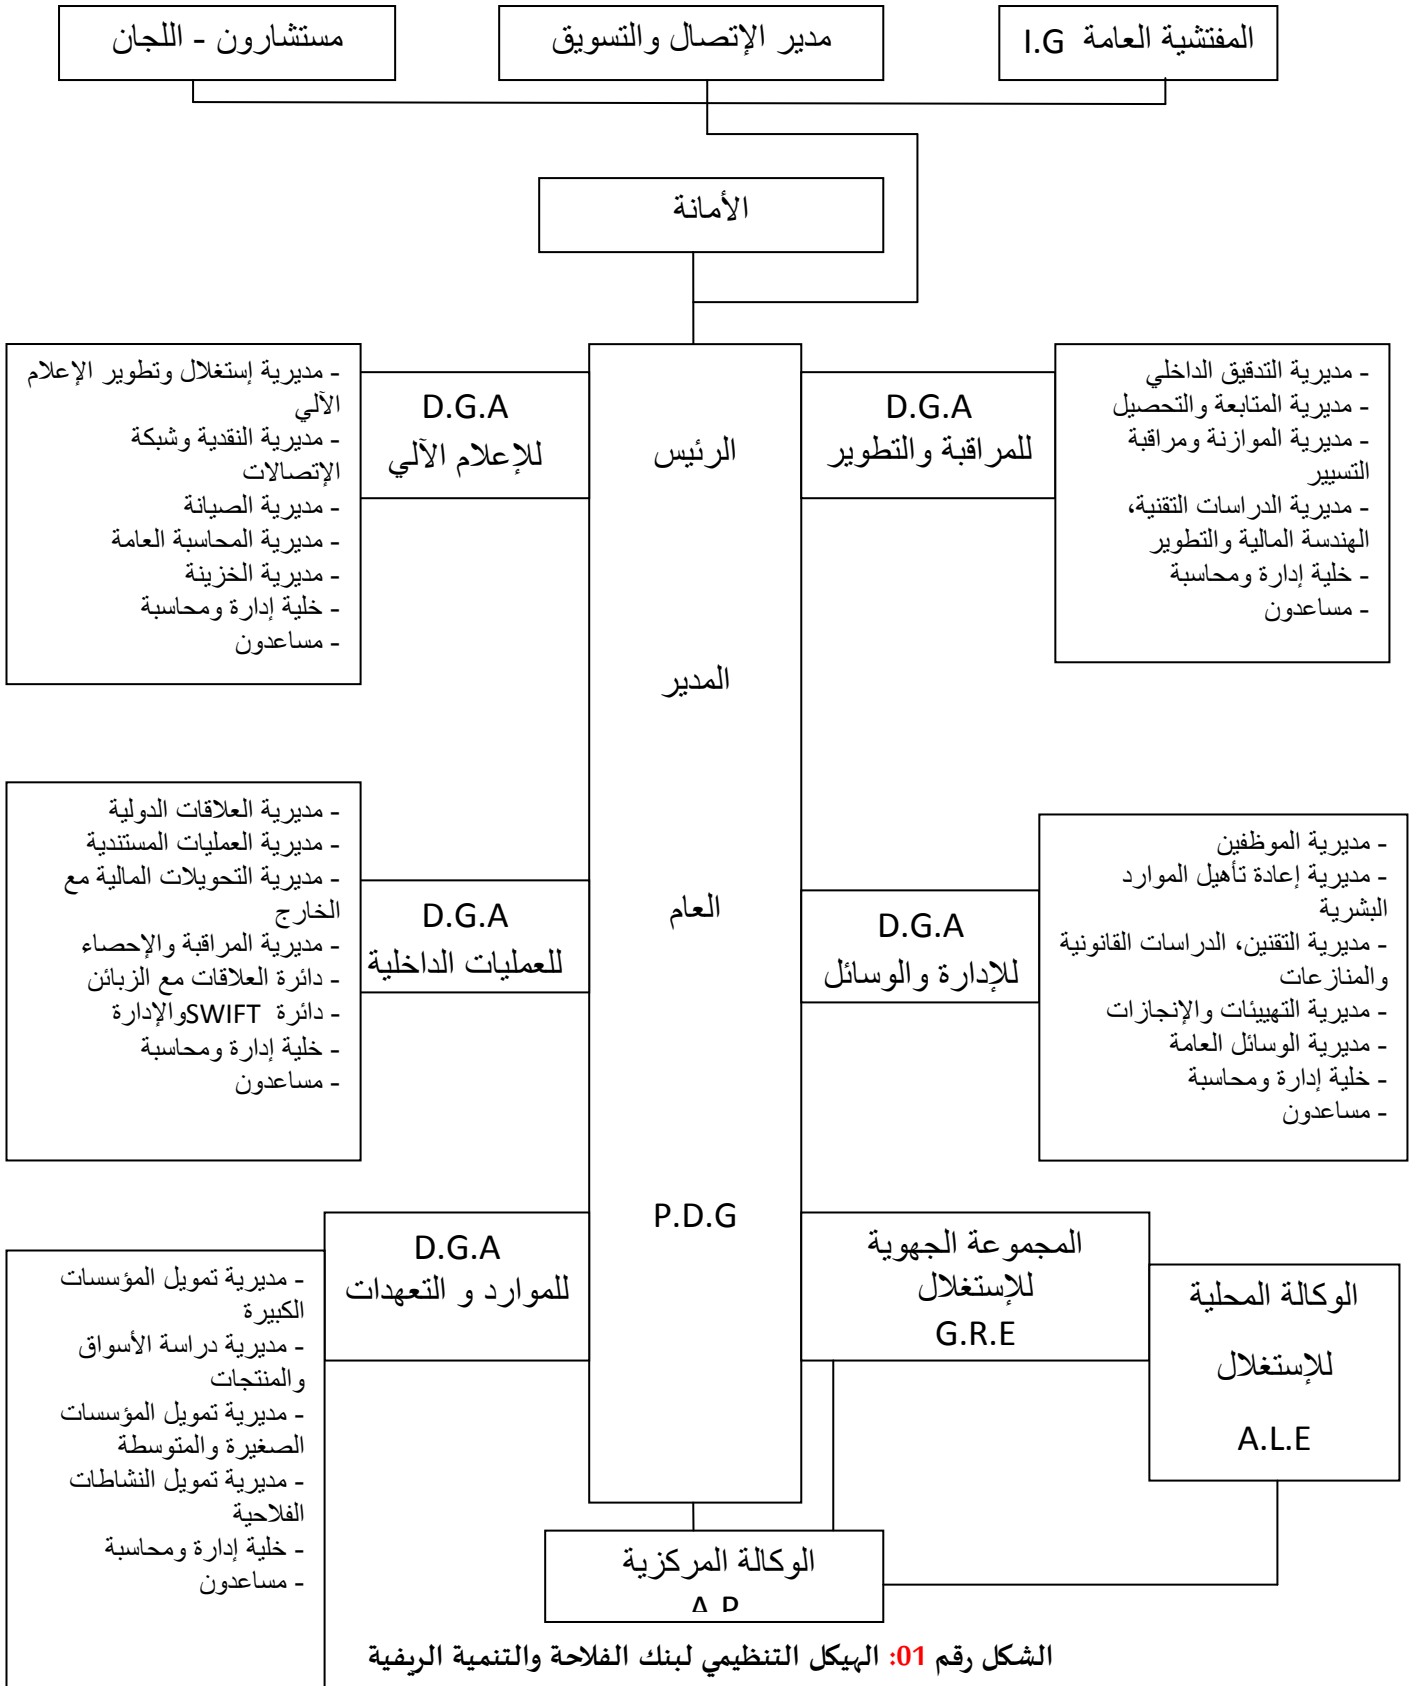 المفتشية العامة I.G
مدير الإتصال والتسويق
مستشارون - اللجان
الأمانة
- مديرية التدقيق الداخلي
- مديرية المتابعة والتحصيل
- مديرية الموازنة ومراقبة
التسيير
- مديرية الدراسات التقنية،
الهندسة المالية والتطوير
- خلية إدارة ومحاسبة
- مساعدون
D.G.A
للمراقبة والتطوير
الرئيس
المدير
العام
P.D.G
D.G.A
للإعلام الآلي
- مديرية إستغلال وتطوير الإعلام
الآلي
- مديرية النقدية وشبكة
الإتصالات
- مديرية الصيانة
- مديرية المحاسبة العامة
- مديرية الخزينة
- خلية إدارة ومحاسبة
- مساعدون
- مديرية الموظفين
- مديرية إعادة تأهيل الموارد
البشرية
- مديرية التقنين، الدراسات القانونية
والمنازعات
- مديرية التهييئات والإنجازات
- مديرية الوسائل العامة
- خلية إدارة ومحاسبة
- مساعدون
D.G.A
للإدارة والوسائل
D.G.A
للعمليات الداخلية
- مديرية العلاقات الدولية
- مديرية العمليات المستندية
- مديرية التحويلات المالية مع
الخارج
- مديرية المراقبة والإحصاء
- دائرة العلاقات مع الزبائن
- دائرة SWIFTوالإدارة
- خلية إدارة ومحاسبة
- مساعدون
الوكالة المحلية
للإستغلال
A.L.E
المجموعة الجهوية
للإستغلال
G.R.E
D.G.A
للموارد و التعهدات
- مديرية تمويل المؤسسات
الكبيرة
- مديرية دراسة الأسواق
والمنتجات
- مديرية تمويل المؤسسات
الصغيرة والمتوسطة
- مديرية تمويل النشاطات
الفلاحية
- خلية إدارة ومحاسبة
- مساعدون
الوكالة المركزية
الشكل رقم 01: الهيكل التنظيمي لبنك الفلاحة والتنمية الريفية